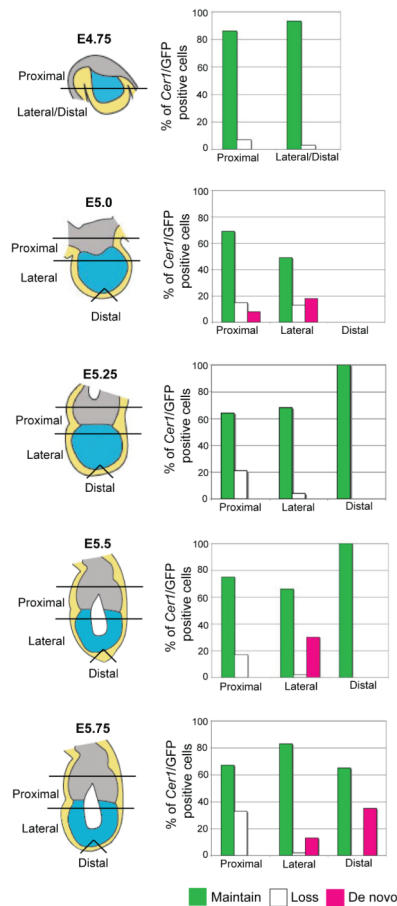 E4.75
Proximal
Lateral/Distal
% of Cer1/GFP
positive cells
100
80
60
40
20
0
Proximal
Lateral/Distal
E5.0
Proximal
Lateral
Distal
% of Cer1/GFP
positive cells
100
80
60
40
20
0
Proximal
Lateral
Distal
E5.25
Proximal
Lateral
Distal
% of Cer1/GFP
positive cells
100
80
60
40
20
0
Proximal
Lateral
Distal
E5.5
Proximal
Lateral
Distal
% of Cer1/GFP
positive cells
100
80
60
40
20
0
Proximal
Lateral
Distal
E5.75
Proximal
Lateral
Distal
% of Cer1/GFP
positive cells
100
80
60
40
20
0
Proximal
Lateral
Distal
Maintain Loss De novo